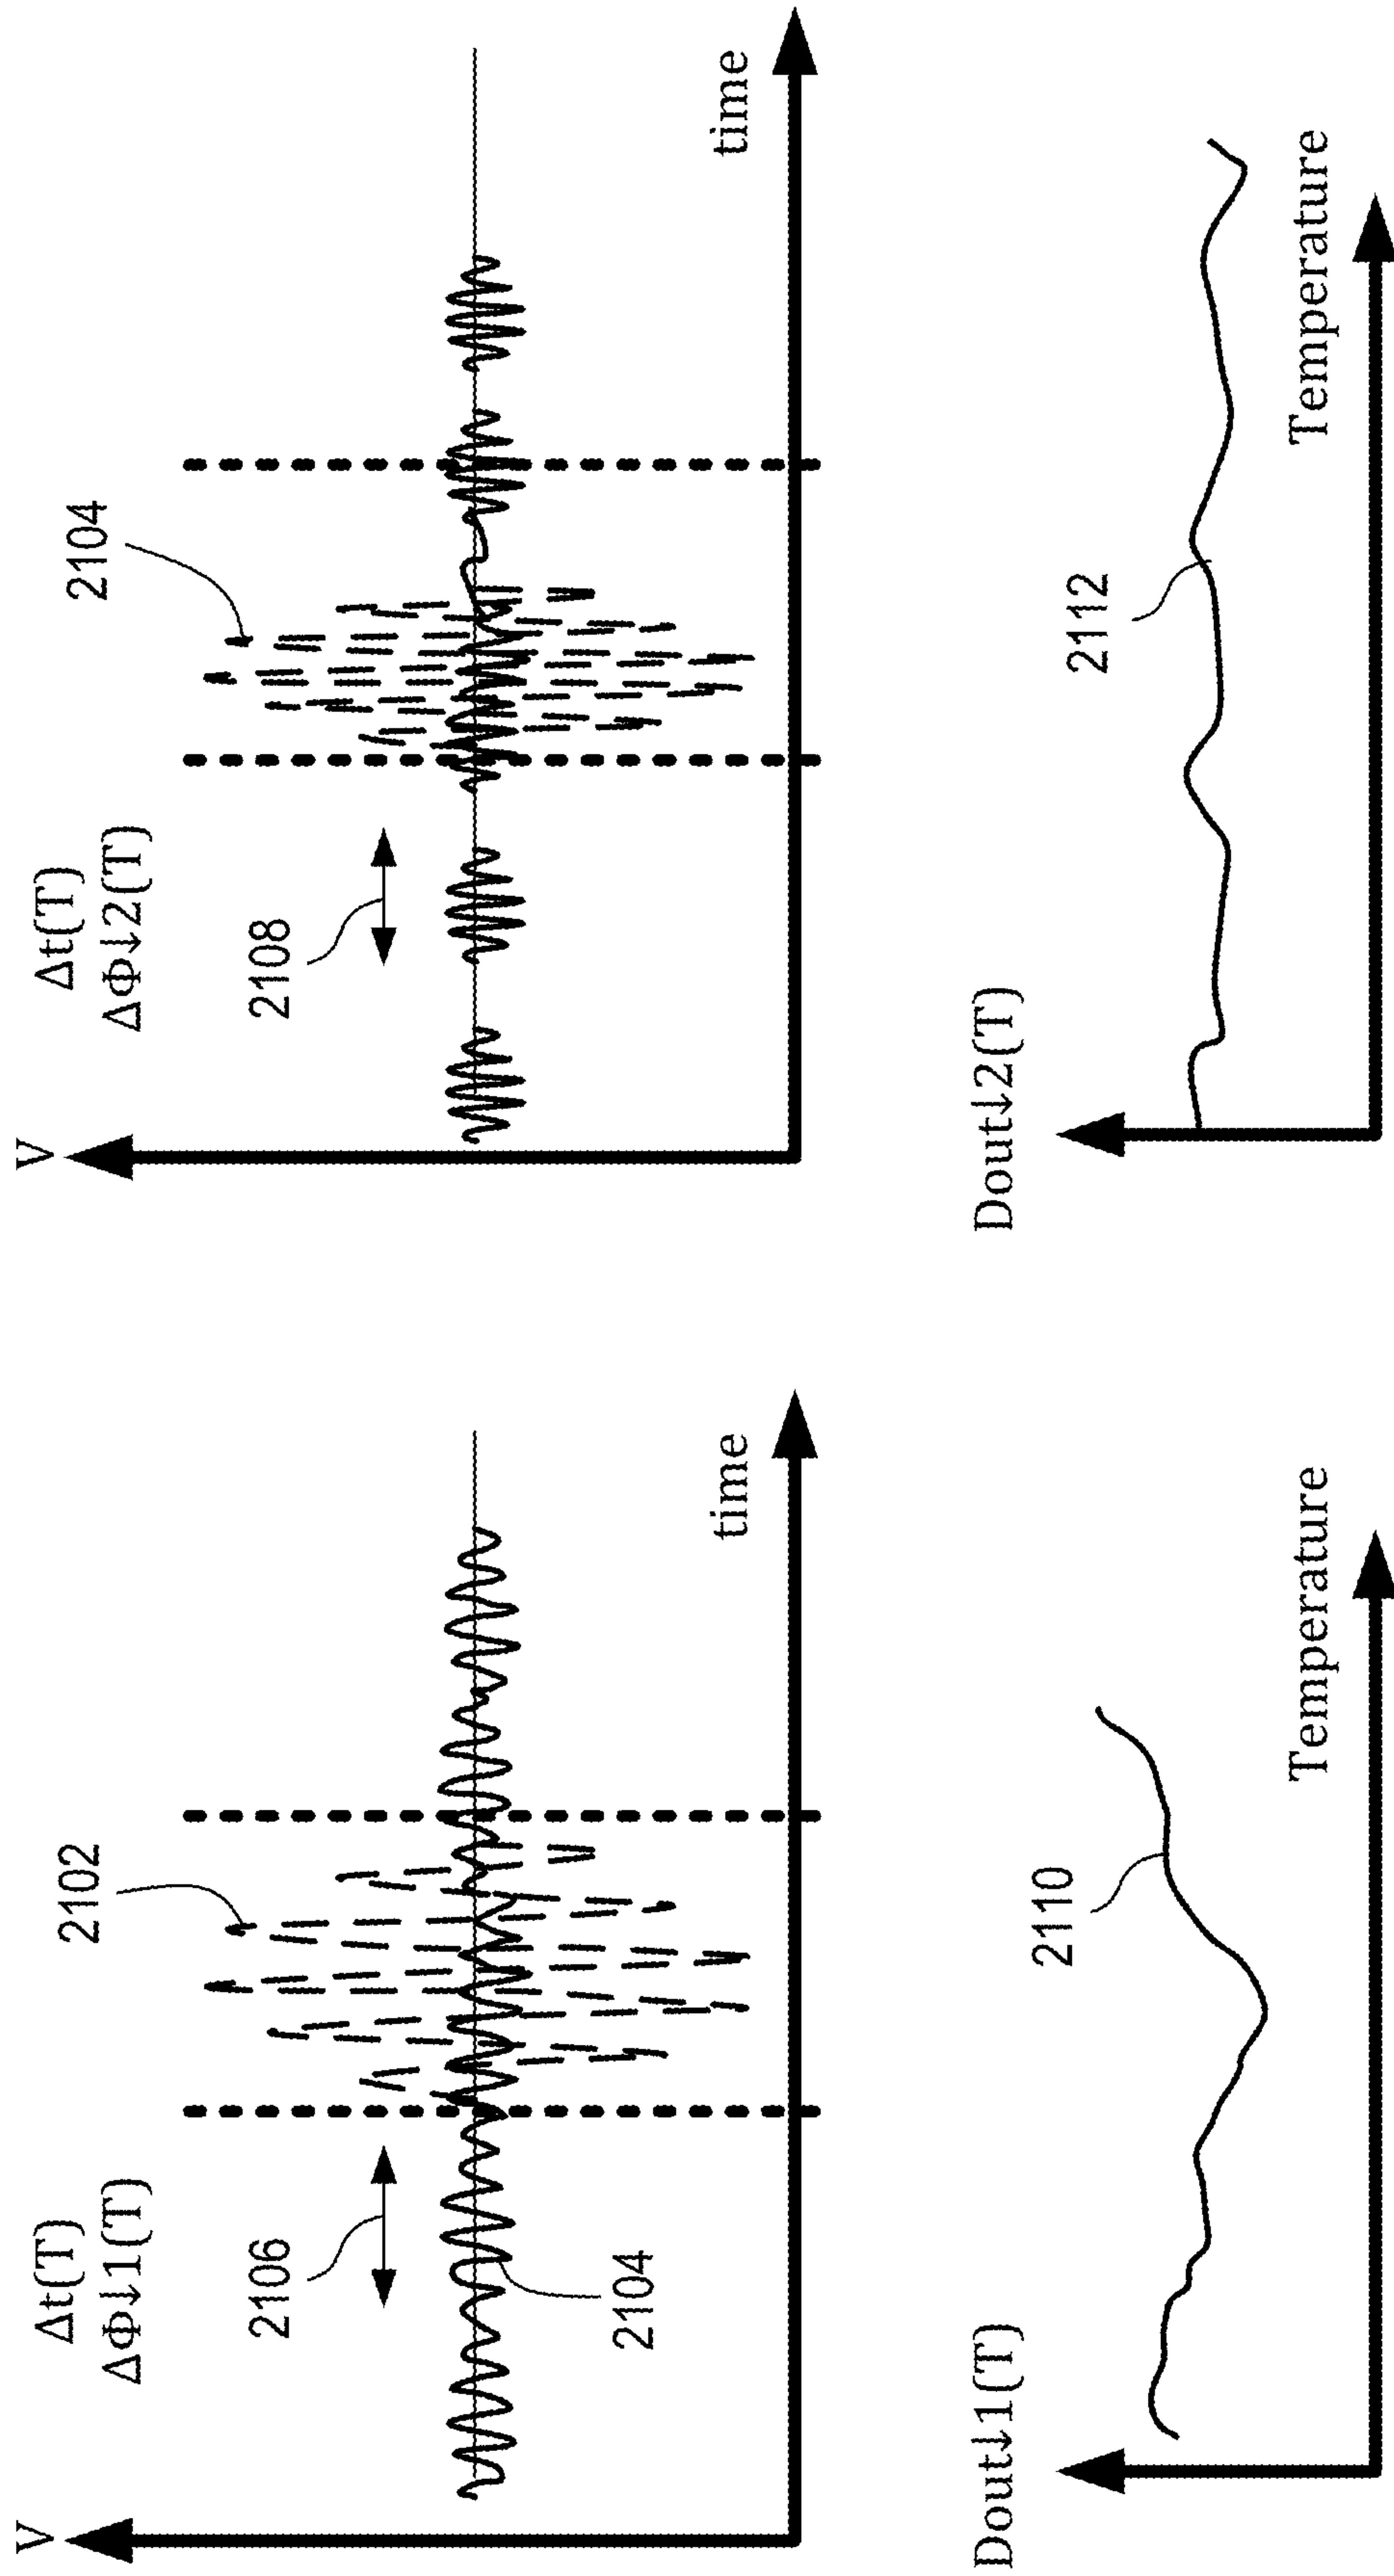 V
Δt(T)
ΔΦ↓1(T)
2102
2106
2104
time
Dout↓1(T)
2110
Temperature
V
Δt(T)
ΔΦ↓2(T)
2104
2108
time
Dout↓2(T)
2112
Temperature